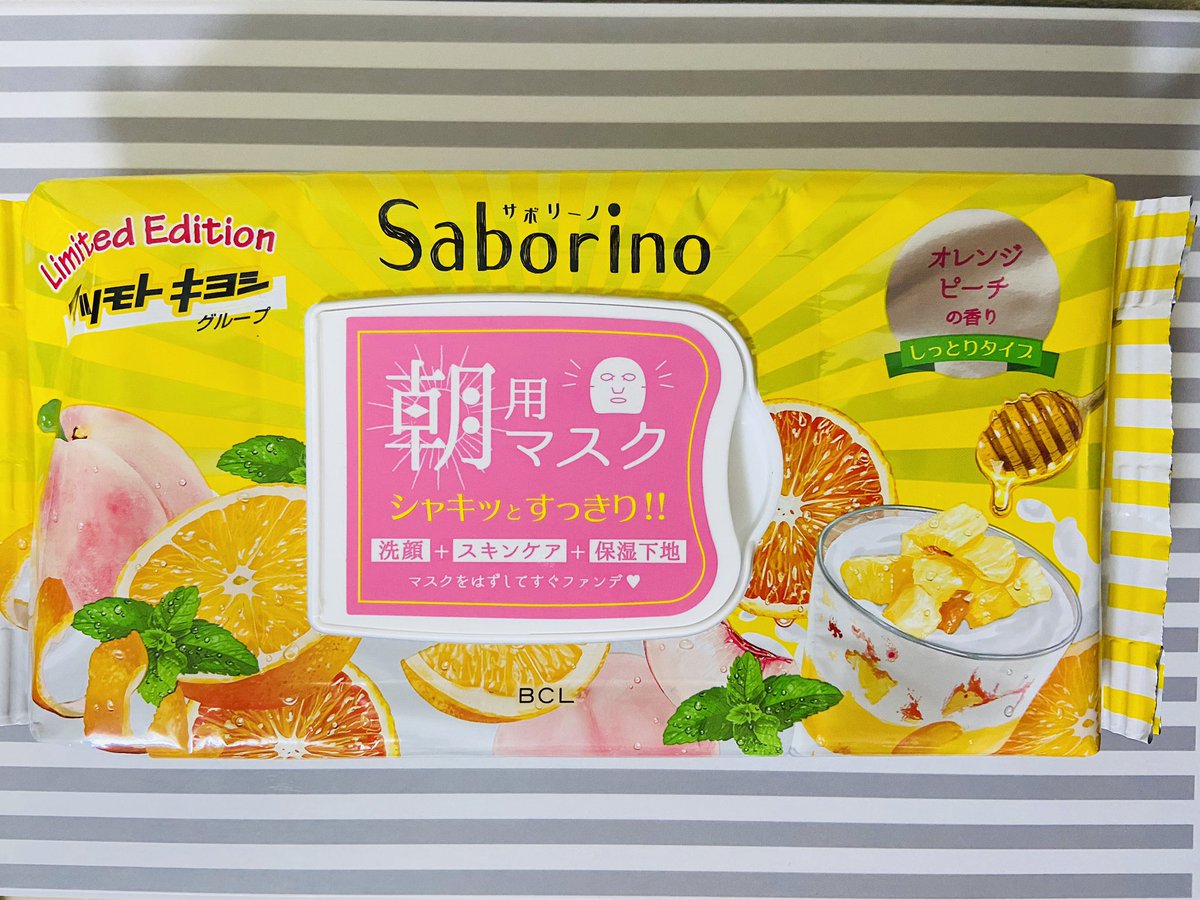 Limited Edition
マツモトキヨシ
グループ
サボリーノ
Saborino
オレンジ
ピーチ
の香り
しっとりタイプ
朝用
マスク
シャキッとすっきり!!
洗顔+スキンケア+保湿下地
マスクをはずしてすぐファンデ♥
BCL